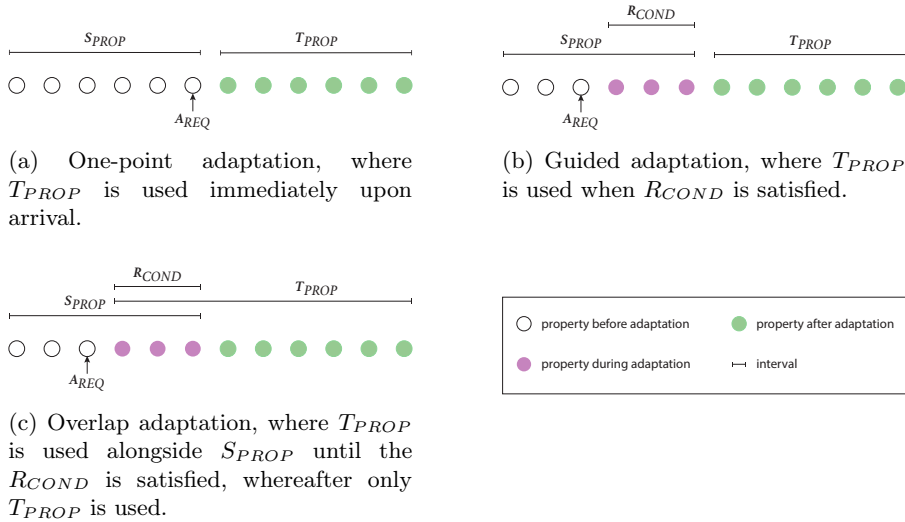 S_PROP T_PROP
A_REQ
(a) One-point adaptation, where
T_PROP is used immediately upon
arrival.
R_COND
S_PROP T_PROP
A_REQ
(b) Guided adaptation, where T_PROP
is used when R_COND is satisfied.
R_COND
S_PROP T_PROP
A_REQ
(c) Overlap adaptation, where T_PROP
is used alongside S_PROP until the
R_COND is satisfied, whereafter only
T_PROP is used.
property before adaptation property after adaptation
property during adaptation interval